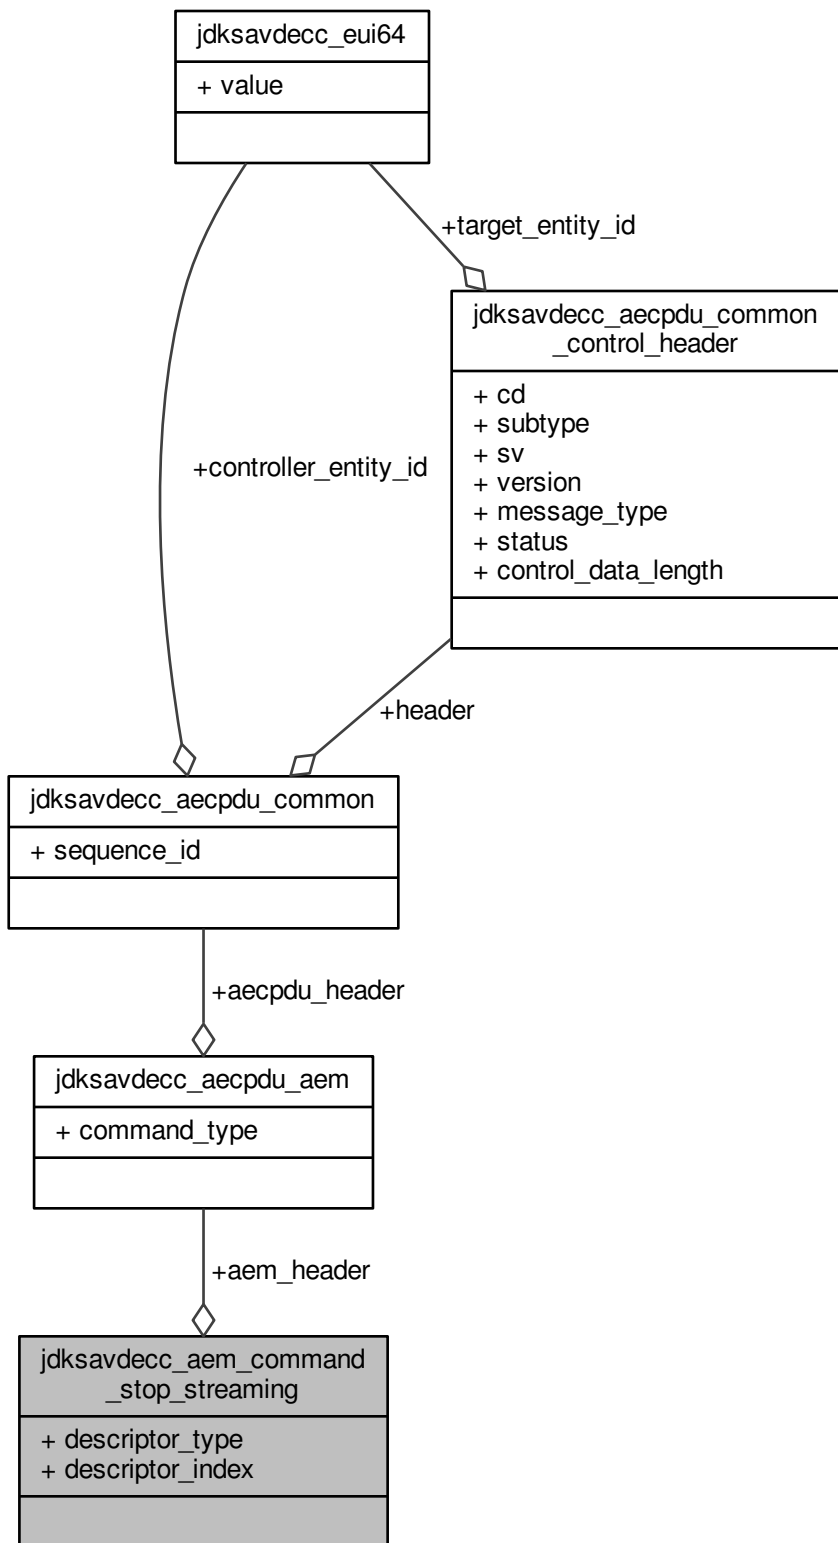 jdksavdecc_eui64
+ value
+target_entity_id
jdksavdecc_aecpdu_common
_control_header
+ cd
+ subtype
+ sv
+ version
+ message_type
+ status
+ control_data_length
+controller_entity_id
+header
jdksavdecc_aecpdu_common
+ sequence_id
+aecpdu_header
jdksavdecc_aecpdu_aem
+ command_type
+aem_header
jdksavdecc_aem_command
_stop_streaming
+ descriptor_type
+ descriptor_index